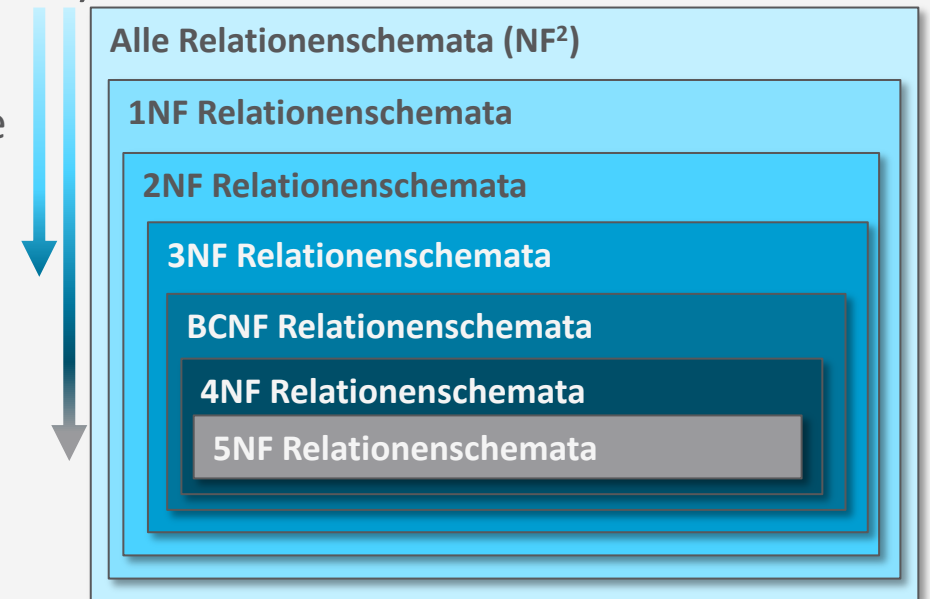 Alle Relationenschemata (NF²)
1NF Relationenschemata
2NF Relationenschemata
3NF Relationenschemata
BCNF Relationenschemata
4NF Relationenschemata
5NF Relationenschemata